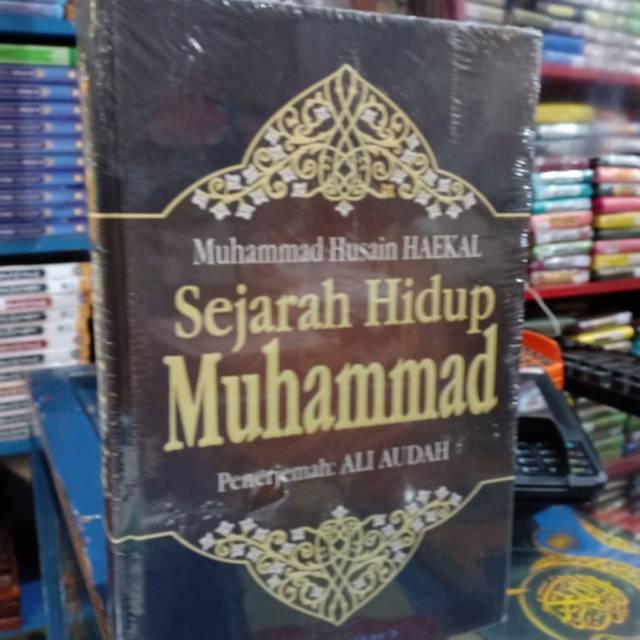 Muhammad Husain HAEKAL
Sejarah Hidup
Muhammad
Penerjemah: ALI AUDAH